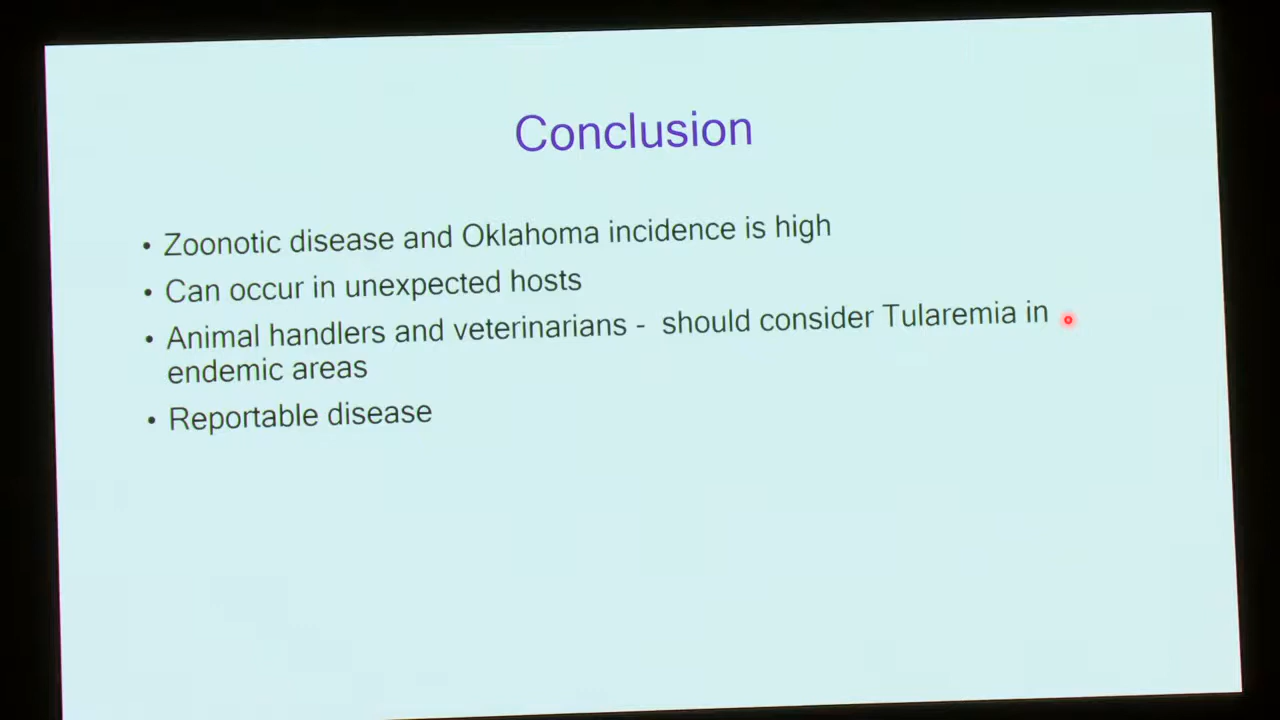 Conclusion
• Zoonotic disease and Oklahoma incidence is high
• Can occur in unexpected hosts
• Animal handlers and veterinarians - should consider Tularemia in
endemic areas
• Reportable disease